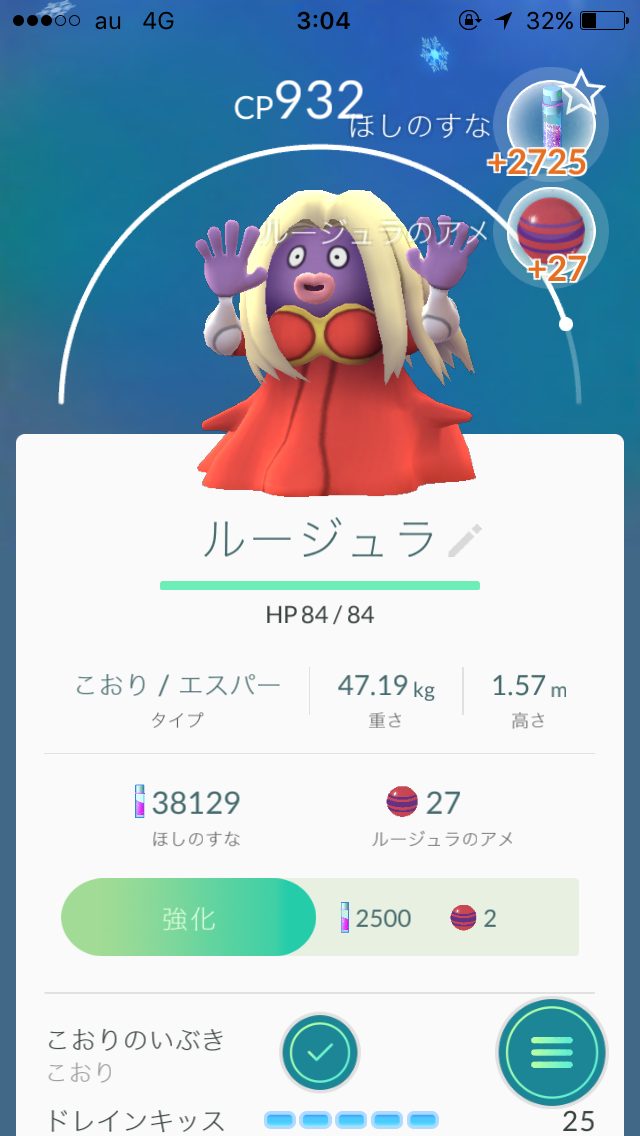 au 4G 3:04 32%
CP932
ほしのすな
+2725
ルージュラのアメ
+27
ルージュラ
HP 84 / 84
こおり / エスパー 47.19 kg 1.57 m
タイプ 重さ 高さ
38129 27
ほしのすな ルージュラのアメ
強化 2500 2
こおりのいぶき
こおり
ドレインキッス 25